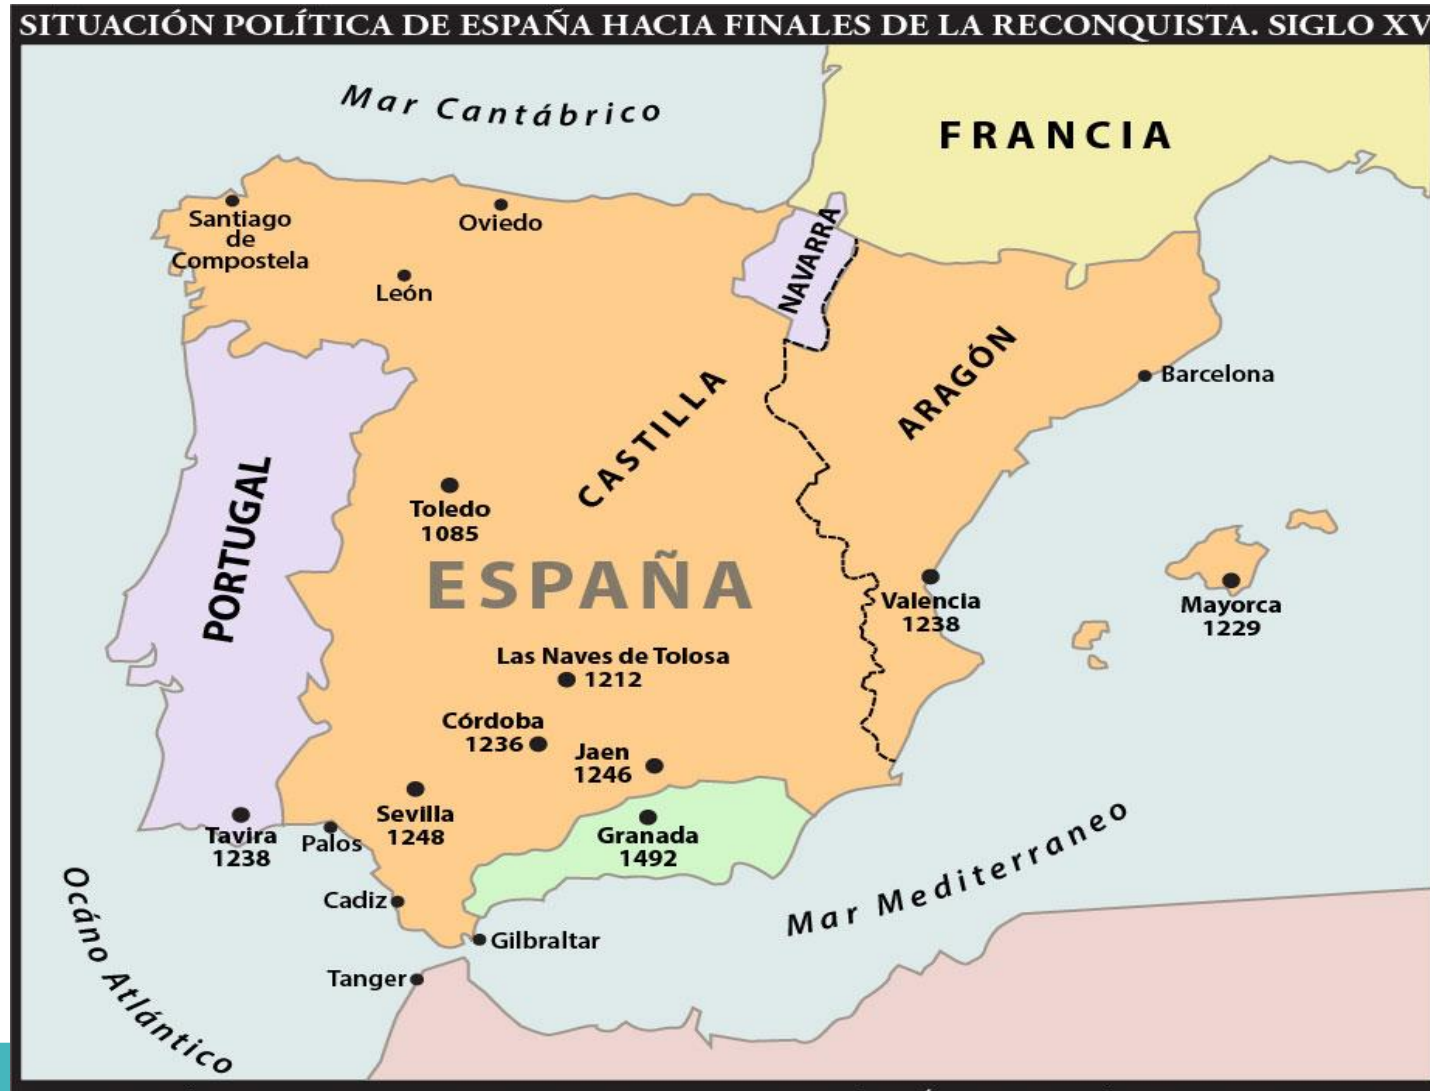 SITUACIÓN POLÍTICA DE ESPAÑA HACIA FINALES DE LA RECONQUISTA. SIGLO XV
Mar Cantábrico
FRANCIA
Santiago
de
Compostela
Oviedo
León
NAVARRA
ARAGÓN
Barcelona
CASTILLA
PORTUGAL
Toledo
1085
ESPAÑA
Valencia
1238
Mayorca
1229
Las Naves de Tolosa
1212
Córdoba
1236
Jaen
1246
Sevilla
1248
Granada
1492
Tavira
1238
Palos
Cadiz
Gilbraltar
Tanger
Mar Mediterraneo
Ocáno Atlántico